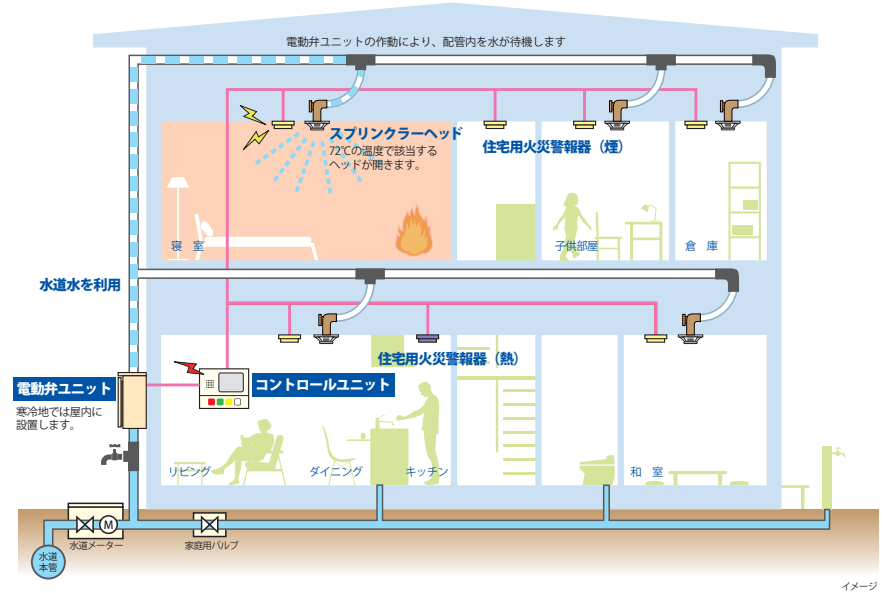 電動弁ユニットの作動により、配管内を水が待機します
スプリンクラーヘッド
72℃の温度で該当する
ヘッドが開きます。
住宅用火災警報器（煙）
寝　室
子供部屋
倉　庫
水道水を利用
住宅用火災警報器（熱）
電動弁ユニット
寒冷地では屋内に
設置します。
コントロールユニット
リビング
ダイニング
キッチン
和　室
M
水道メーター
家庭用バルブ
水道
本管
イメージ